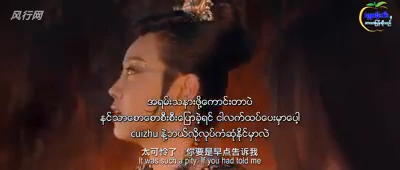 风行网
အရမ်းသနားဖို့ကောင်းတာပဲ
နင်သာစောစောစီးစီးပြောခဲ့ရင် ငါလက်ထပ်ပေးမှာပေါ့
cuizhu နဲ့ဘယ်လိုလုပ်ကံဆုံနိုင်မှာလဲ
太可怜了 你要是早点告诉我
It was such a pity. If you had told me